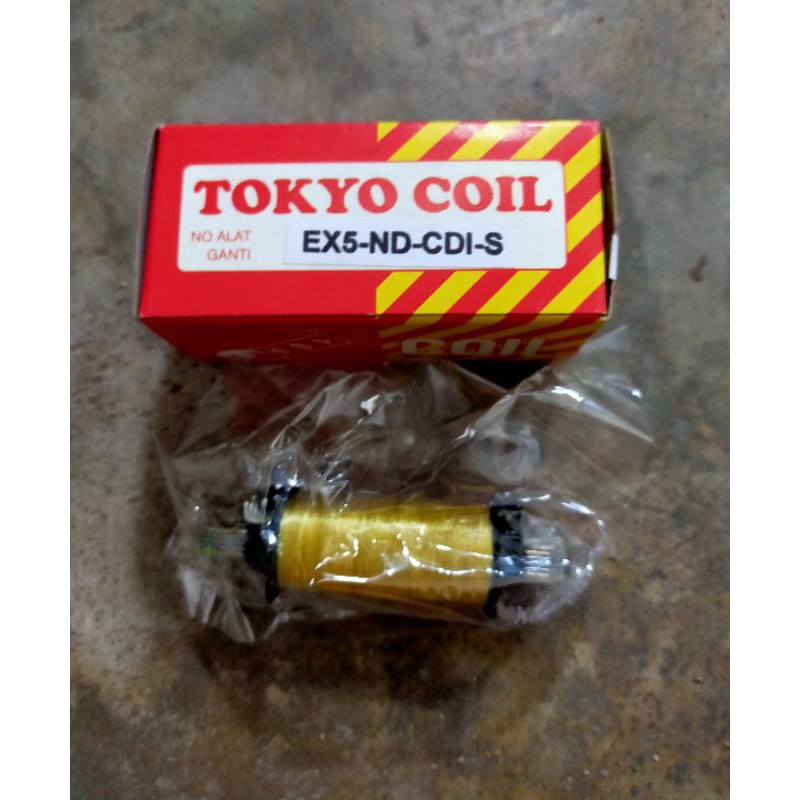 TOKYO COIL
NO ALAT
GANTI
EX5-ND-CDI-S
COIL